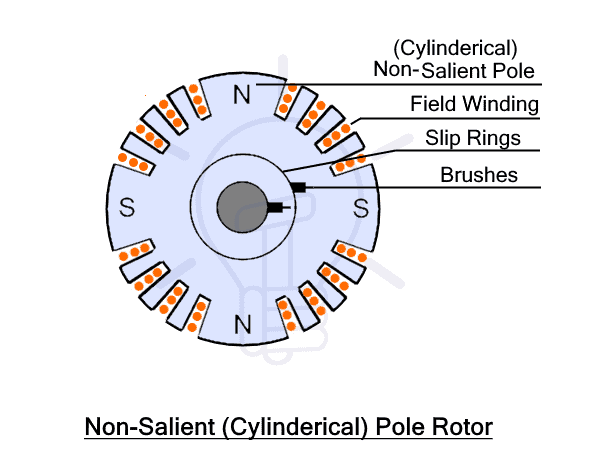 (Cylinderical)
Non-Salient Pole
N
Field Winding
Slip Rings
Brushes
S
S
N
Non-Salient (Cylinderical) Pole Rotor